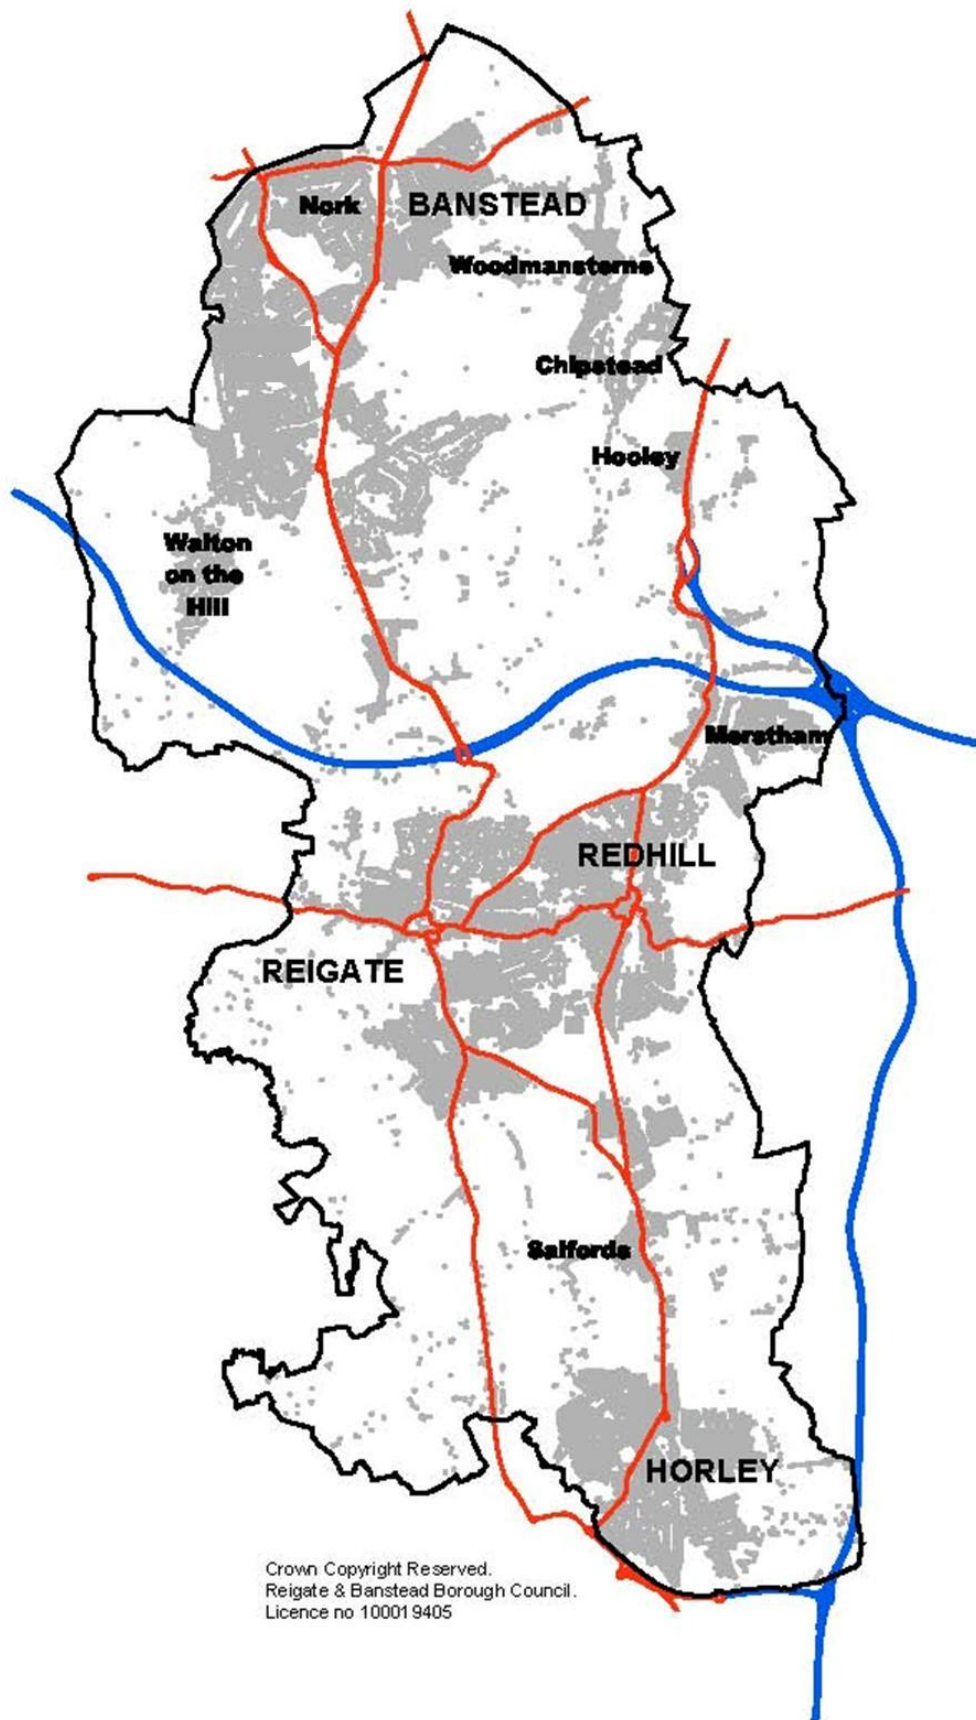 Nork
BANSTEAD
Woodmansterne
Chipstead
Hooley
Walton
on the
Hill
Merstham
REDHILL
REIGATE
Salfords
HORLEY
Crown Copyright Reserved.
Reigate & Banstead Borough Council.
Licence no 100019405